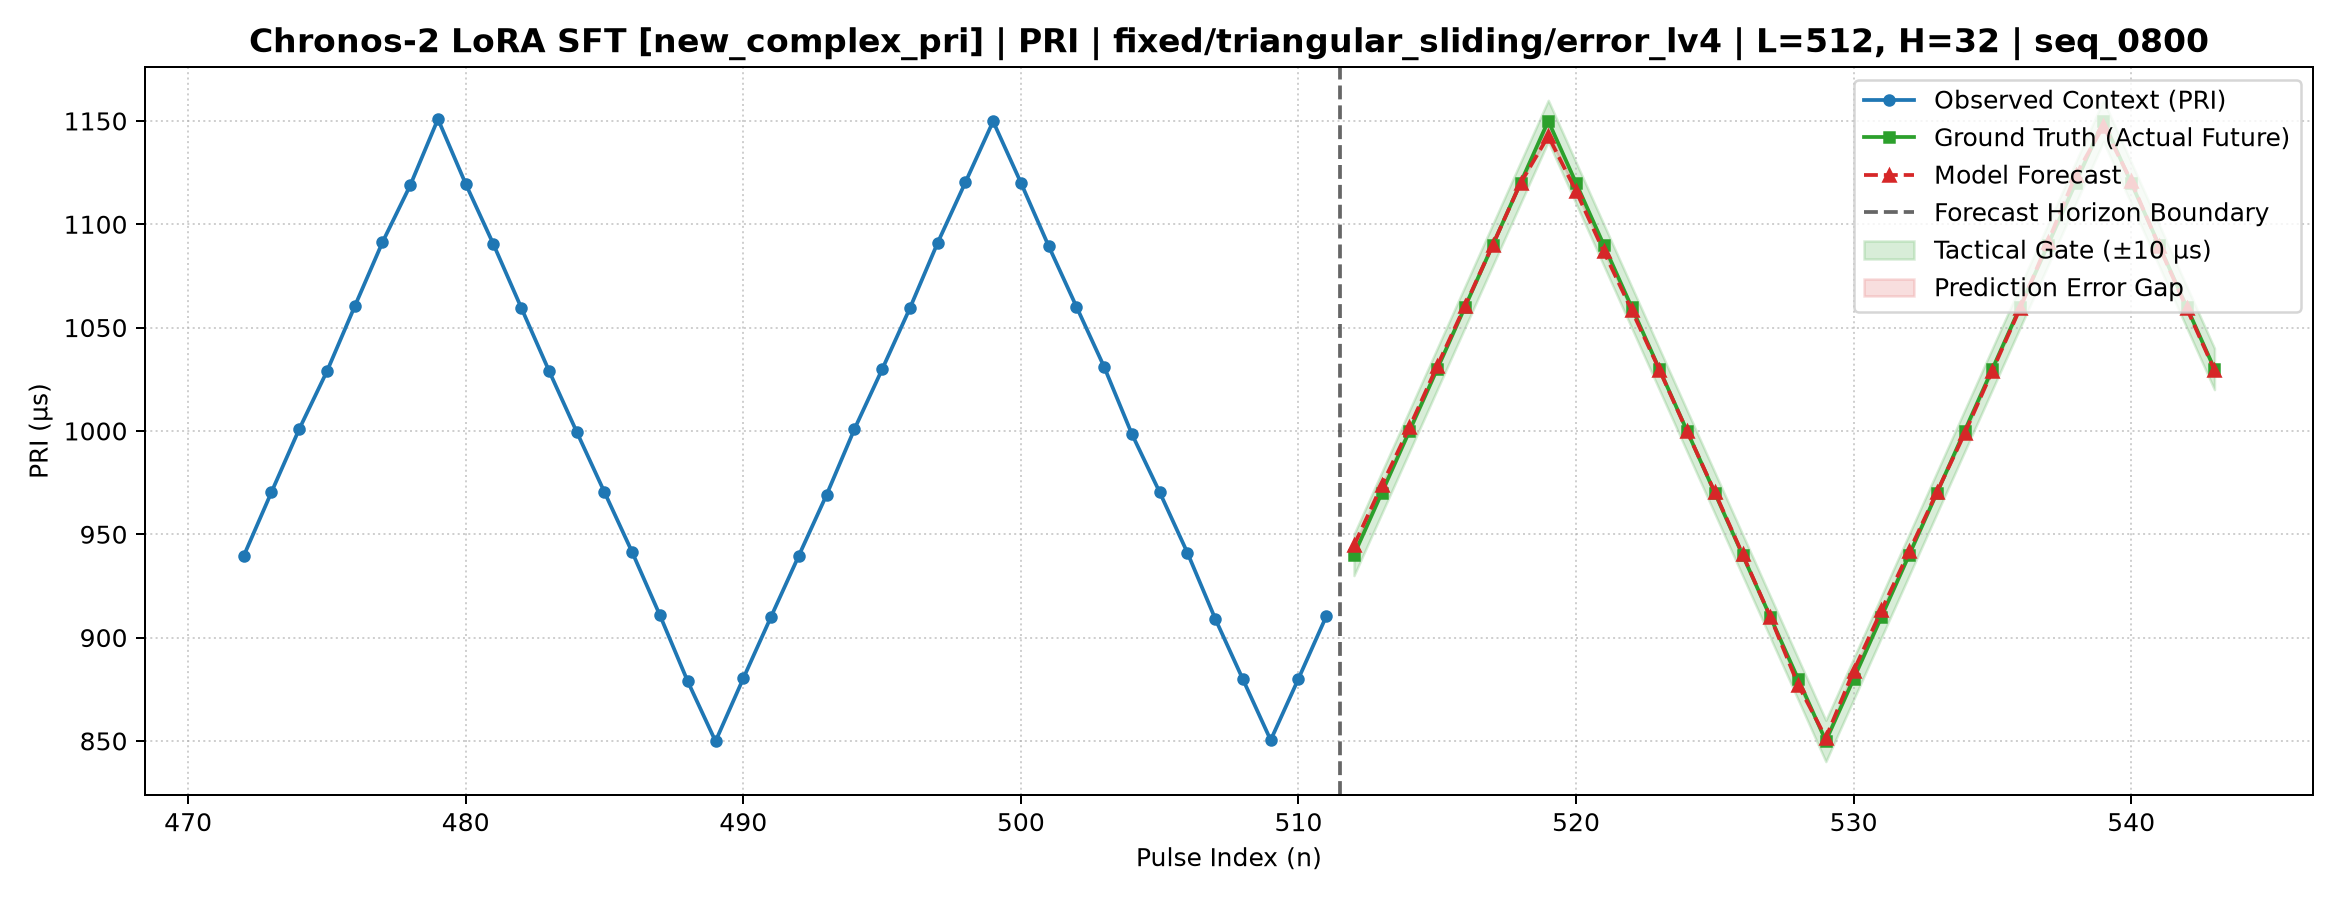 Chronos-2 LoRA SFT [new_complex_pri] | PRI | fixed/triangular_sliding/error_lv4 | L=512, H=32 | seq_0800
Observed Context (PRI)
Ground Truth (Actual Future)
Model Forecast
Forecast Horizon Boundary
Tactical Gate (±10 μs)
Prediction Error Gap
PRI (μs)
1150
1100
1050
1000
950
900
850
470 480 490 500 510 520 530 540
Pulse Index (n)